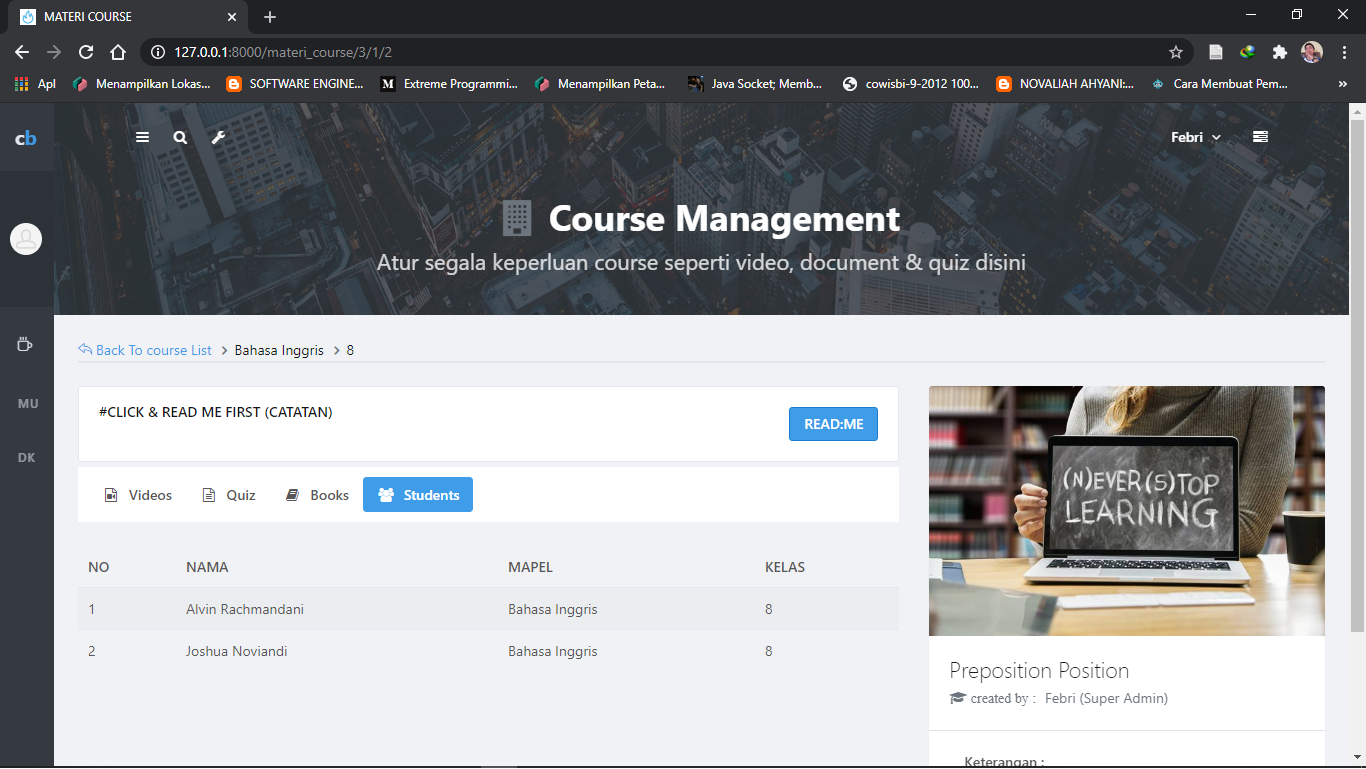 MATERI COURSE
127.0.0.1:8000/materi_course/3/1/2
Apl
Menampilkan Lokas...
SOFTWARE ENGINE...
Extreme Programmi...
Menampilkan Peta...
Java Socket; Memb...
cowisbi-9-2012 100...
NOVALIAH AHYANI:...
Cara Membuat Pem...
»
cb
Febri
Course Management
Atur segala keperluan course seperti video, document & quiz disini
MU
DK
Back To course List > Bahasa Inggris > 8
#CLICK & READ ME FIRST (CATATAN)
READ:ME
Videos Quiz Books Students
NO NAMA MAPEL KELAS
1 Alvin Rachmandani Bahasa Inggris 8
2 Joshua Noviandi Bahasa Inggris 8
(N)EVER(S)TOP
LEARNING
Preposition Position
created by : Febri (Super Admin)
Keterangan :